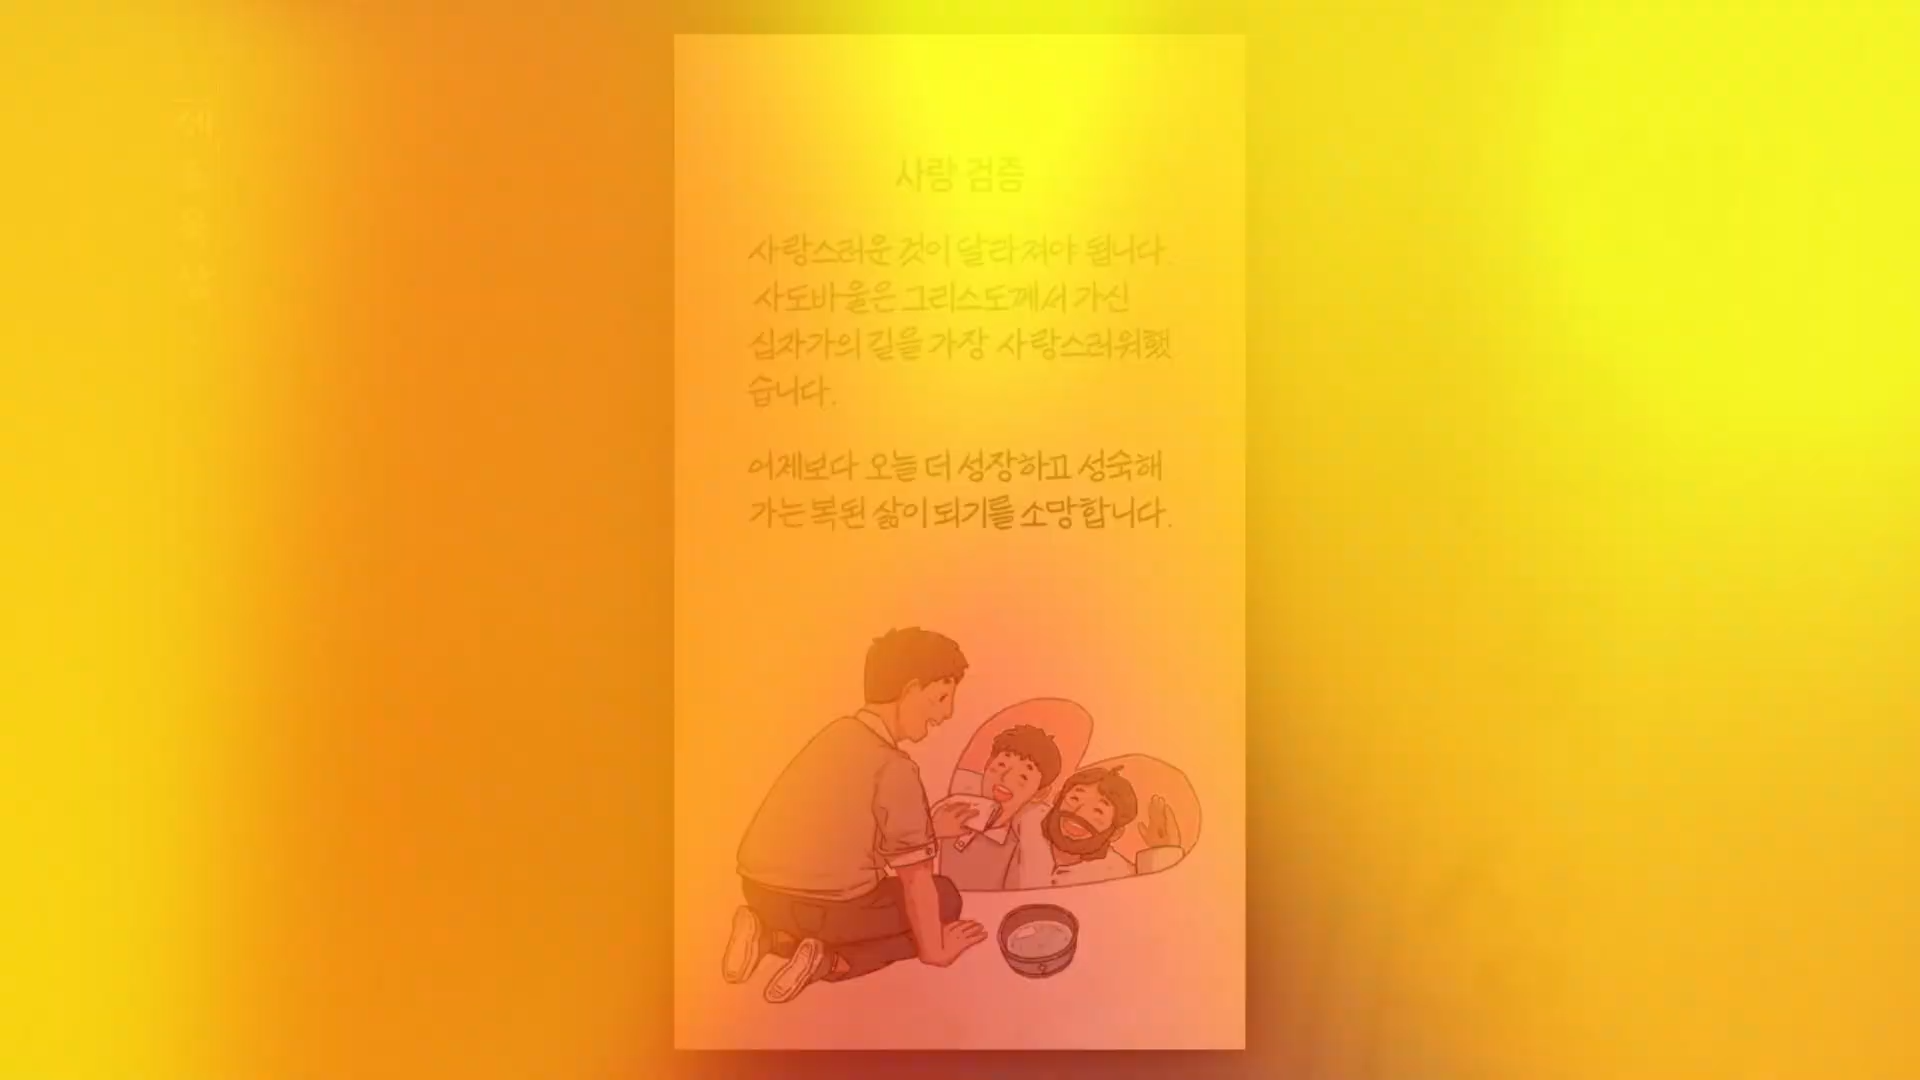 사랑 검증
사랑스러운 것이 달라져야 됩니다.
사도바울은 그리스도께서 가신
십자가의 길을 가장 사랑스러워했
습니다.
어제보다 오늘 더 성장하고 성숙해
가는 복된 삶이 되기를 소망합니다.